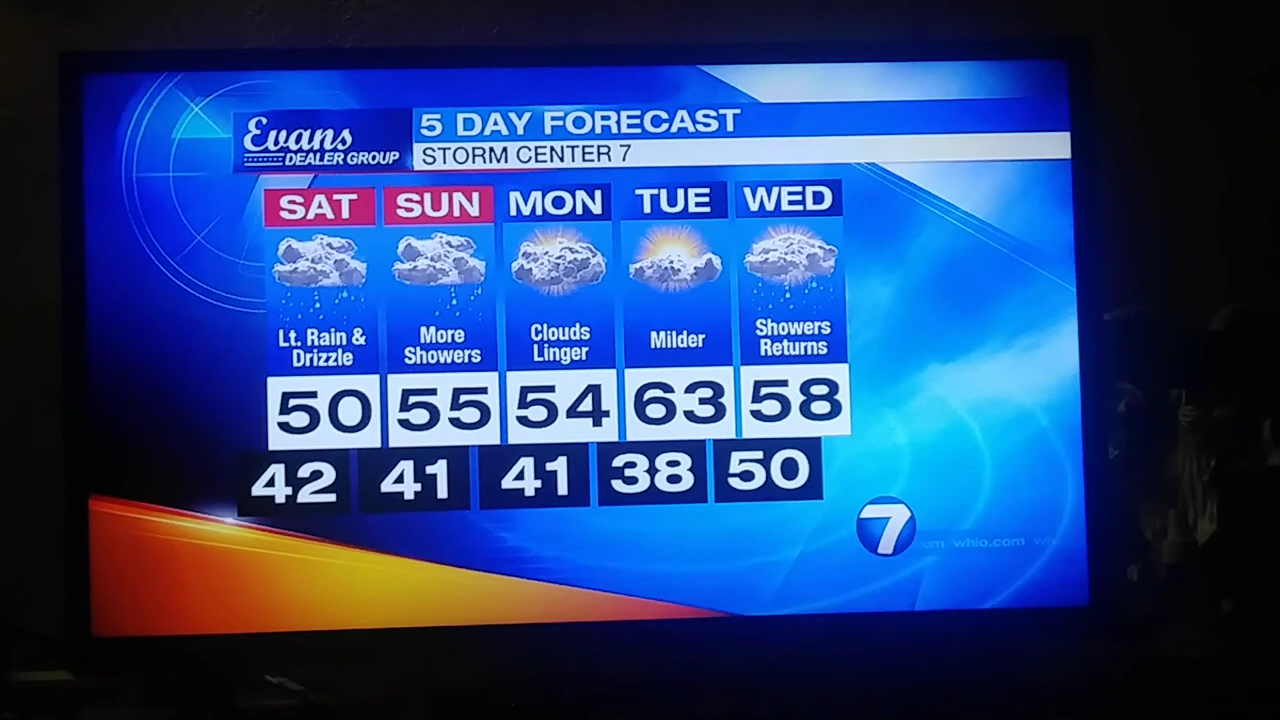 Evans
DEALER GROUP
5 DAY FORECAST
STORM CENTER 7
SAT SUN MON TUE WED
Lt. Rain & Drizzle
More Showers
Clouds Linger
Milder
Showers Returns
50 55 54 63 58
42 41 41 38 50
7
whio.com